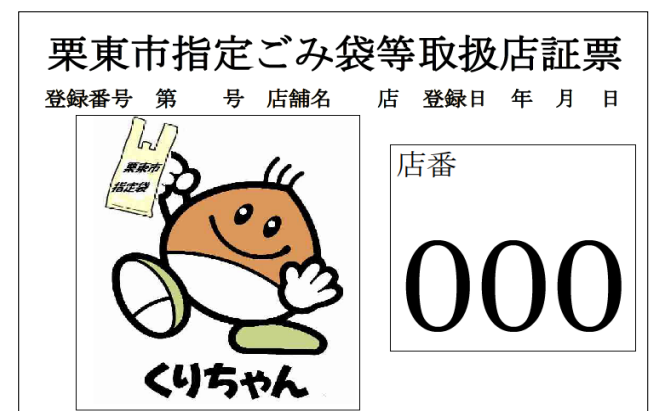 栗東市指定ごみ袋等取扱店証票
登録番号 第 号 店舗名 店 登録日 年 月 日
栗東市
指定袋
店番
000
くりちゃん